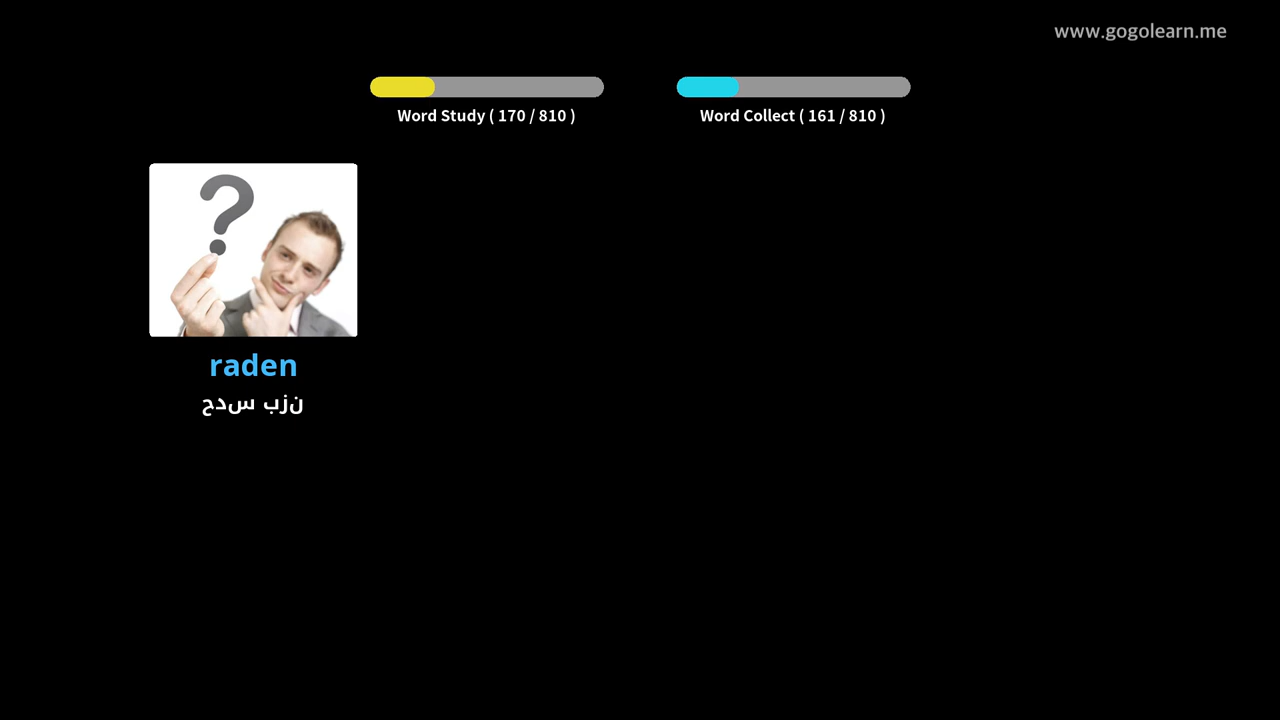 www.gogolearn.me
Word Study ( 170 / 810 )
Word Collect ( 161 / 810 )
raden
نزب سدح